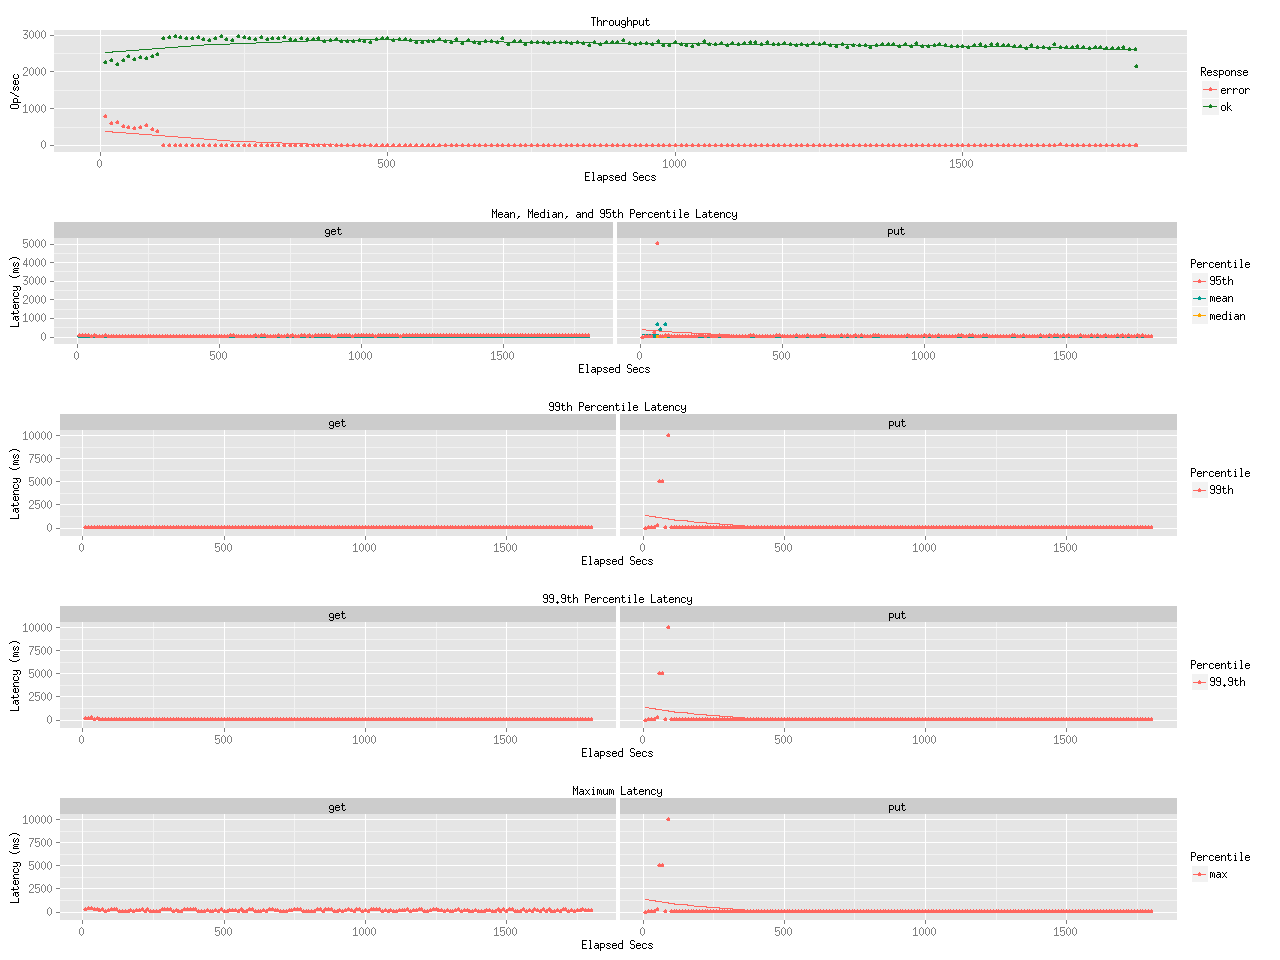 Throughput
3000
2000
1000
0
Op/sec
0 500 1000 1500
Elapsed Secs
Response
error
ok
Mean, Median, and 95th Percentile Latency
get put
5000
4000
3000
2000
1000
0
Latency (ms)
0 500 1000 1500 0 500 1000 1500
Elapsed Secs
Percentile
95th
mean
median
99th Percentile Latency
get put
10000
7500
5000
2500
0
Latency (ms)
0 500 1000 1500 0 500 1000 1500
Elapsed Secs
Percentile
99th
99.9th Percentile Latency
get put
10000
7500
5000
2500
0
Latency (ms)
0 500 1000 1500 0 500 1000 1500
Elapsed Secs
Percentile
99.9th
Maximum Latency
get put
10000
7500
5000
2500
0
Latency (ms)
0 500 1000 1500 0 500 1000 1500
Elapsed Secs
Percentile
max